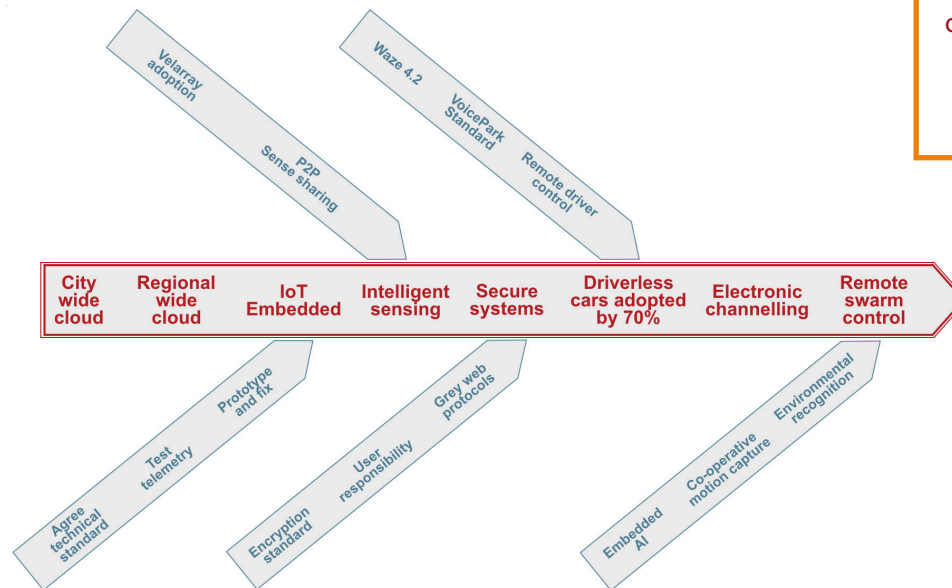 Velarray
adoption
P2P
Sense sharing
Waze 4.2
VoicePark
Standard
Remote driver
control
City
wide
cloud
Regional
wide
cloud
IoT
Embedded
Intelligent
sensing
Secure
systems
Driverless
cars adopted
by 70%
Electronic
channelling
Remote
swarm
control
Agree
technical
standard
Test
telemetry
Prototype
and fix
Encryption
standard
User
responsibility
Grey web
protocols
Embedded
AI
Co-operative
motion capture
Environmental
recognition